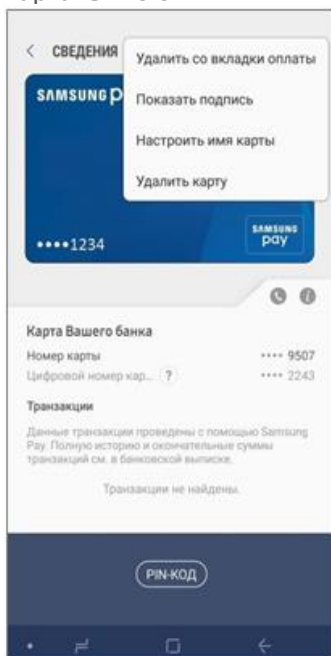 < СВЕДЕНИЯ
Удалить со вкладки оплаты
Показать подпись
Настроить имя карты
Удалить карту
SAMSUNG p
••••1234
SAMSUNG
pay
Карта Вашего банка
Номер карты •••• 9507
Цифровой номер кар... ? •••• 2243
Транзакции
Данные транзакции проведены с помощью Samsung
Pay. Полную историю и окончательные суммы
транзакций см. в банковской выписке.
Транзакции не найдены.
PIN-КОД